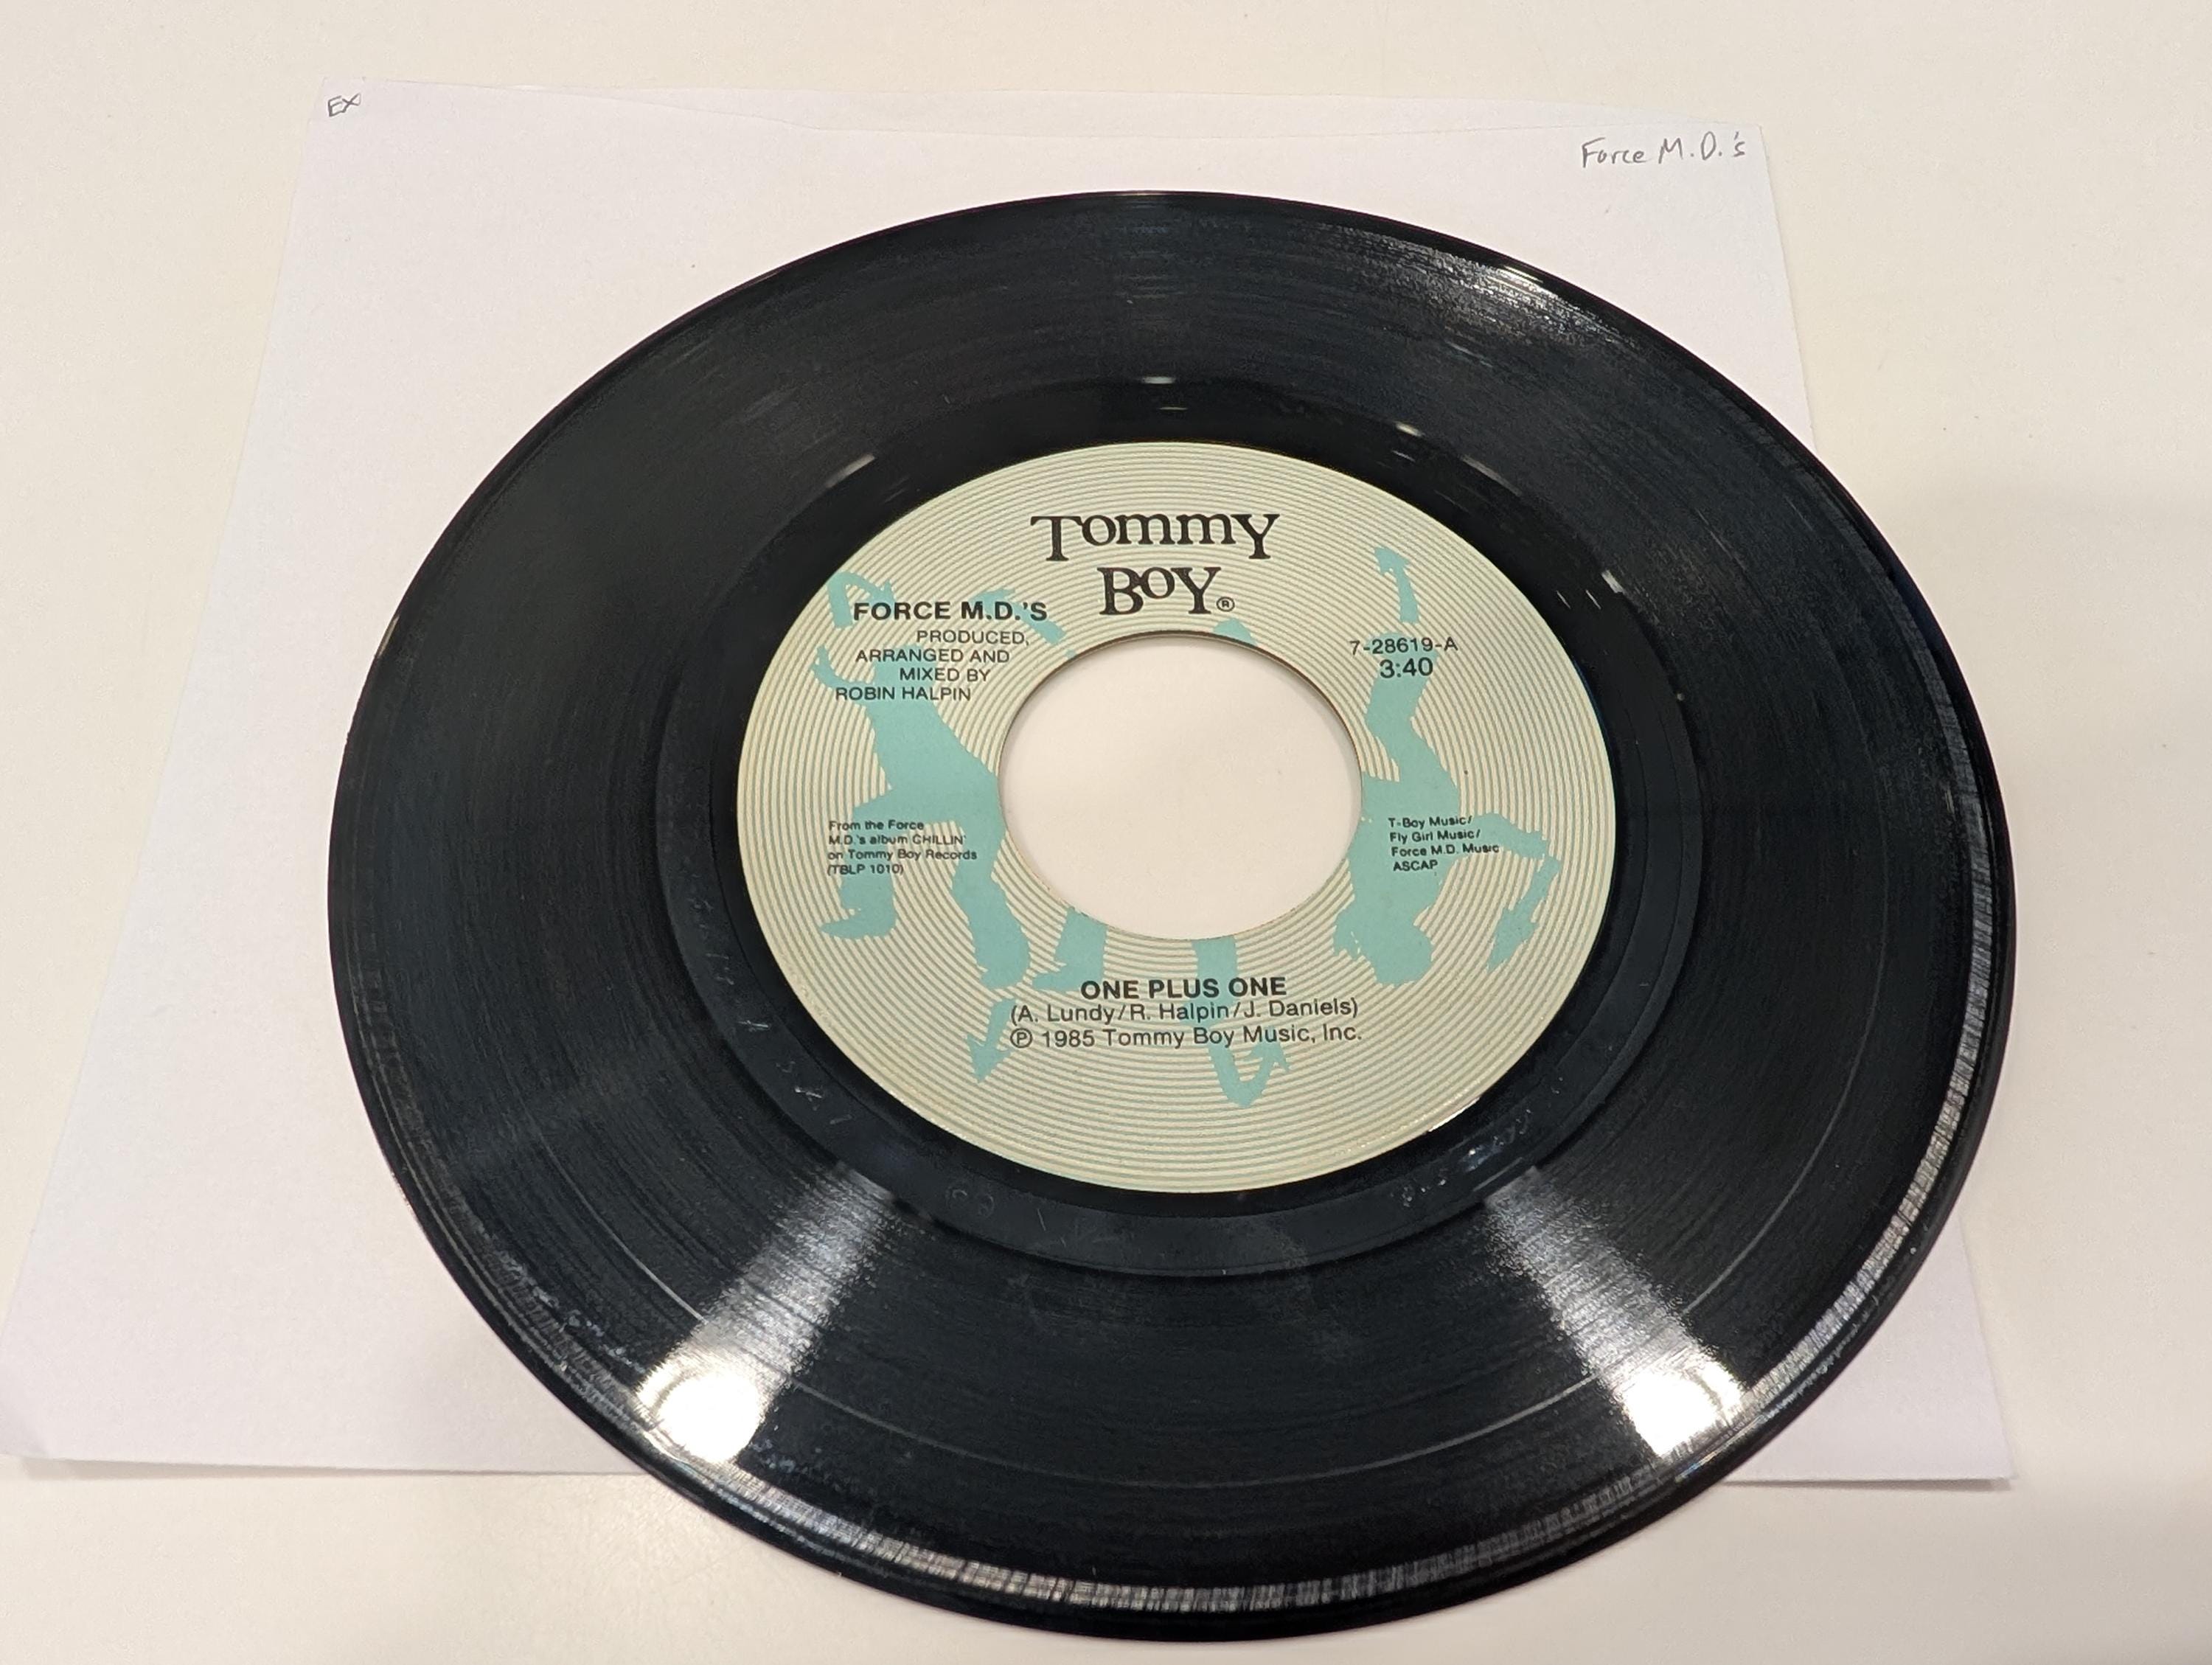 EX
Force M.D.'s
Tommy
Boy®
FORCE M.D.'S
PRODUCED,
ARRANGED AND
MIXED BY
ROBIN HALPIN
7-28619-A
3:40
From the Force
M.D.'s album CHILLIN'
on Tommy Boy Records
(TBLP 1010)
T-Boy Music/
Fly Girl Music/
Force M.D. Music
ASCAP
ONE PLUS ONE
(A. Lundy/R. Halpin/J. Daniels)
℗ 1985 Tommy Boy Music, Inc.